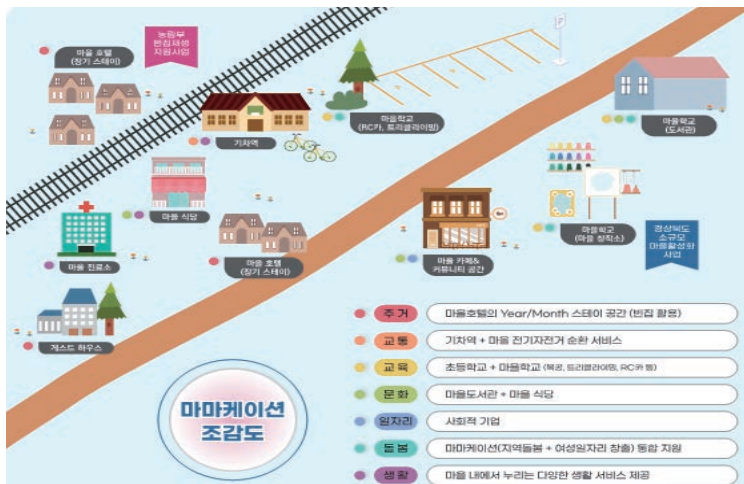 농림부
빈집재생
지원사업
마을 호텔
(장기 스테이)
기차역
마을학교
(RC카, 트리클라이밍)
P
마을학교
(도서관)
마을 식당
마을 진료소
마을 호텔
(장기 스테이)
마을 카페&
커뮤니티 공간
마을학교
(마을 창작소)
경상북도
소규모
마을활성화
사업
게스트 하우스
마마케이션
조감도
주 거 마을호텔의 Year/Month 스테이 공간 (빈집 활용)
교 통 기차역 + 마을 전기자전거 순환 서비스
교 육 초등학교 + 마을학교 (목공, 트리클라이밍, RC카 등)
문 화 마을도서관 + 마을 식당
일자리 사회적 기업
돌 봄 마마케이션(지역돌봄 + 여성일자리 창출) 통합 지원
생 활 마을 내에서 누리는 다양한 생활 서비스 제공